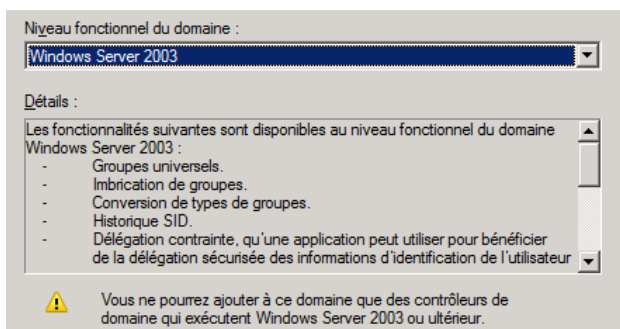 Niveau fonctionnel du domaine :
Windows Server 2003
Détails :
Les fonctionnalités suivantes sont disponibles au niveau fonctionnel du domaine
Windows Server 2003 :
- Groupes universels.
- Imbrication de groupes.
- Conversion de types de groupes.
- Historique SID.
- Délégation contrainte, qu'une application peut utiliser pour bénéficier
de la délégation sécurisée des informations d'identification de l'utilisateur
Vous ne pourrez ajouter à ce domaine que des contrôleurs de
domaine qui exécutent Windows Server 2003 ou ultérieur.